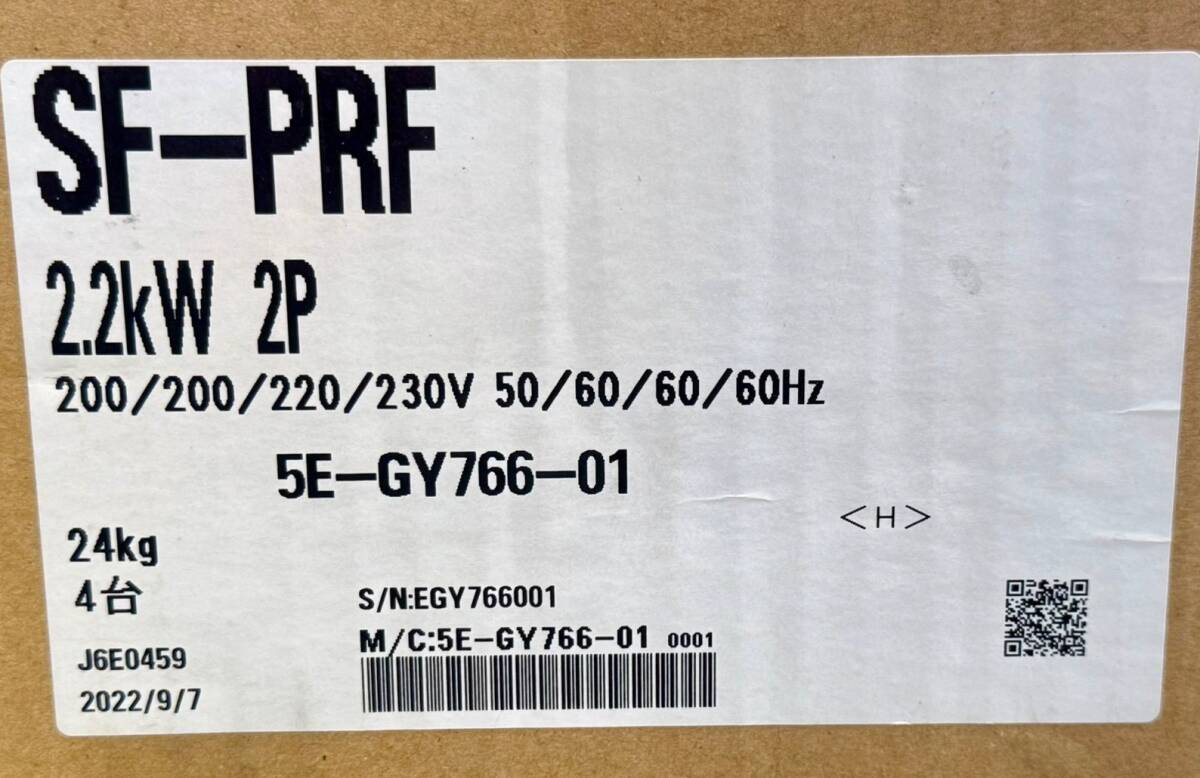 SF-PRF
2.2kW 2P
200/200/220/230V 50/60/60/60Hz
5E-GY766-01
<H>
24kg
4台
S/N:EGY766001
M/C:5E-GY766-01 0001
J6E0459
2022/9/7